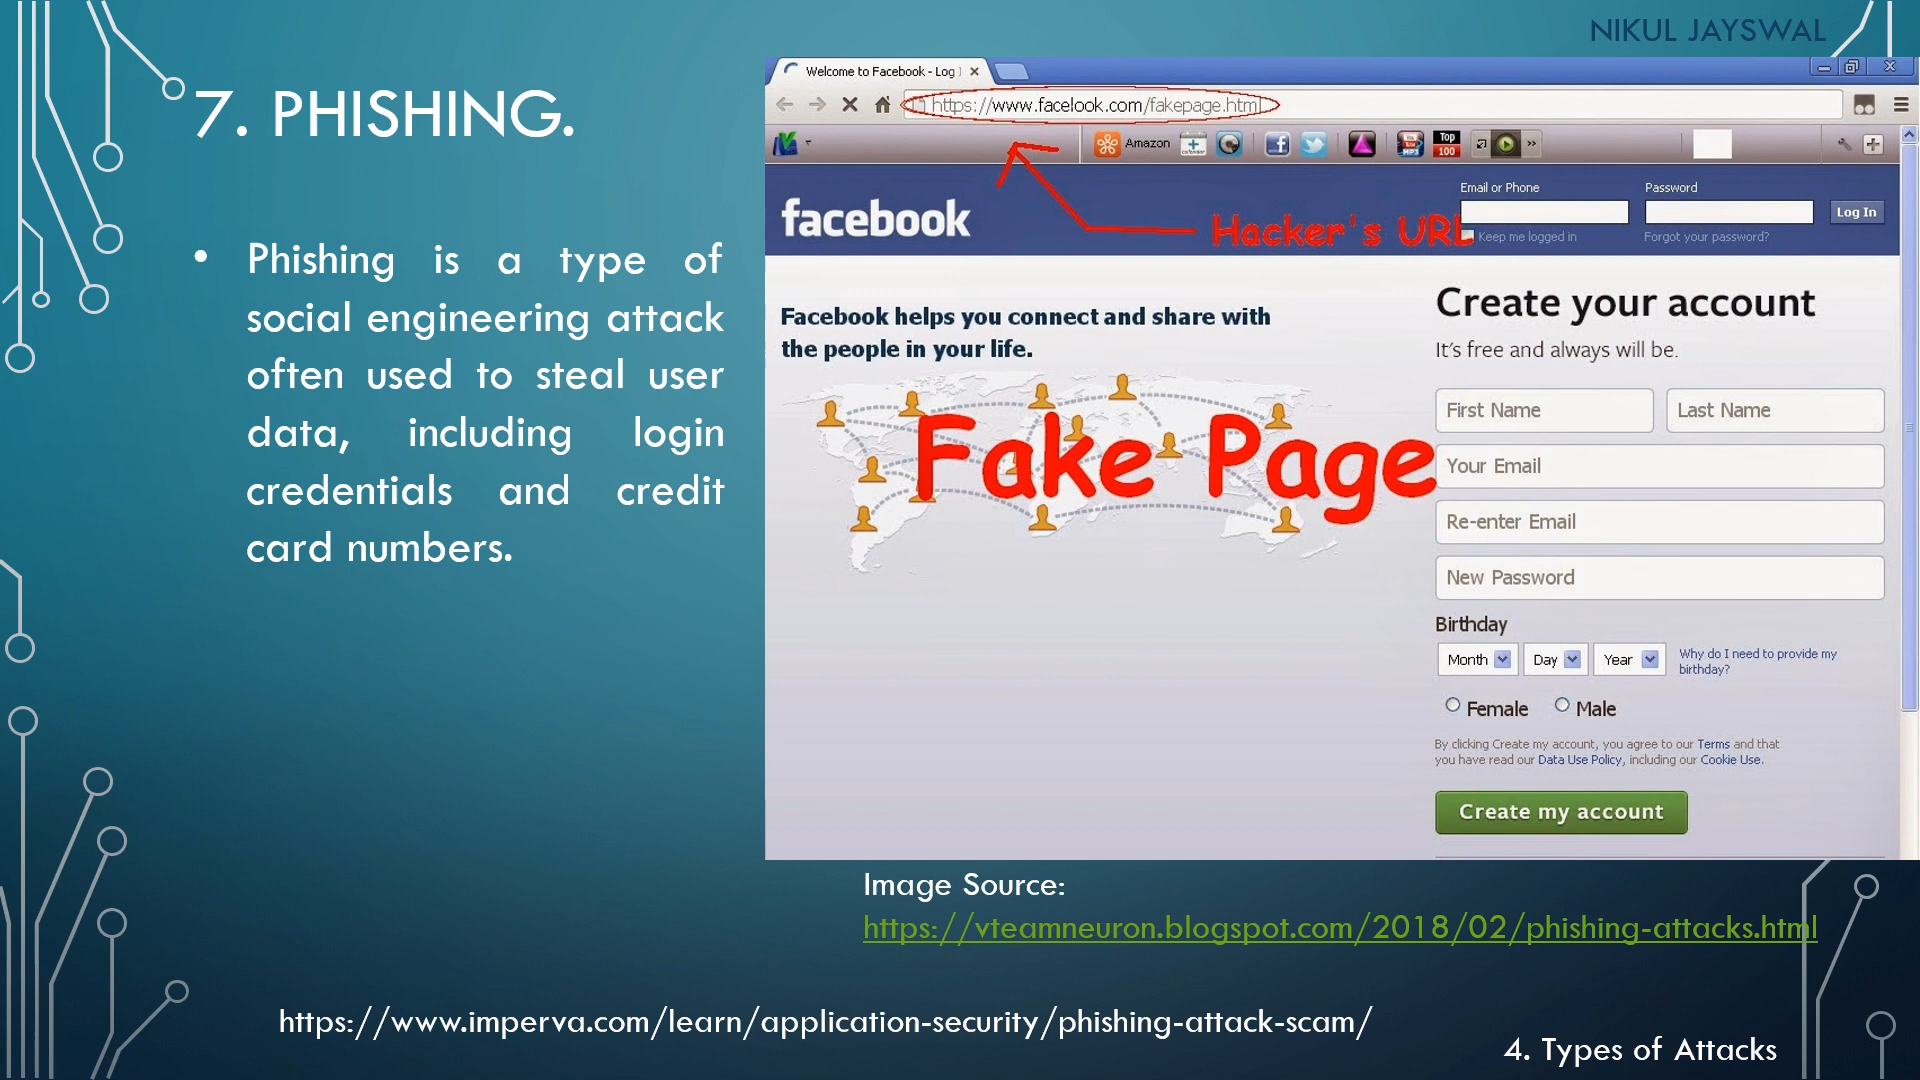 NIKUL JAYSWAL
7. PHISHING.
• Phishing is a type of
social engineering attack
often used to steal user
data, including login
credentials and credit
card numbers.
Welcome to Facebook - Log
https://www.facelook.com/fakepage.htm
Amazon
Top
100
facebook
Hacker's URL
Email or Phone
Password
Log In
Keep me logged in
Forgot your password?
Facebook helps you connect and share with
the people in your life.
Fake Page
Create your account
It's free and always will be.
First Name
Last Name
Your Email
Re-enter Email
New Password
Birthday
Month
Day
Year
Why do I need to provide my
birthday?
Female
Male
By clicking Create my account, you agree to our Terms and that
you have read our Data Use Policy, including our Cookie Use.
Create my account
Image Source:
https://vteamneuron.blogspot.com/2018/02/phishing-attacks.html
https://www.imperva.com/learn/application-security/phishing-attack-scam/
4. Types of Attacks